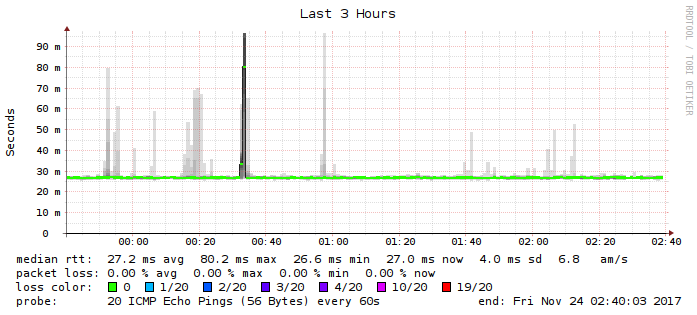 Last 3 Hours
RRDTOOL / TOBI OETIKER
Seconds
90 m
80 m
70 m
60 m
50 m
40 m
30 m
20 m
10 m
0
00:00 00:20 00:40 01:00 01:20 01:40 02:00 02:20 02:40
median rtt: 27.2 ms avg 80.2 ms max 26.6 ms min 27.0 ms now 4.0 ms sd 6.8 am/s
packet loss: 0.00 % avg 0.00 % max 0.00 % min 0.00 % now
loss color: 0 1/20 2/20 3/20 4/20 10/20 19/20
probe: 20 ICMP Echo Pings (56 Bytes) every 60s end: Fri Nov 24 02:40:03 2017